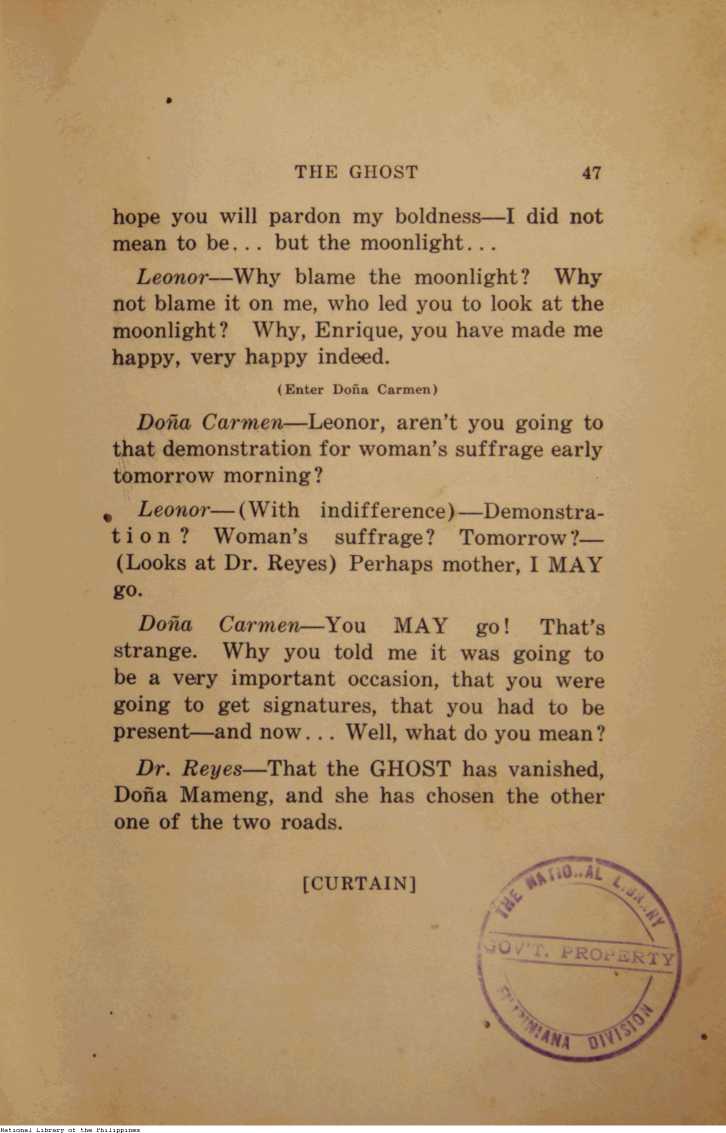 THE GHOST 47
hope you will pardon my boldness—I did not
mean to be... but the moonlight...
Leonor—Why blame the moonlight? Why
not blame it on me, who led you to look at the
moonlight? Why, Enrique, you have made me
happy, very happy indeed.
(Enter Doña Carmen)
Doña Carmen—Leonor, aren't you going to
that demonstration for woman's suffrage early
tomorrow morning?
Leonor—(With indifference)—Demonstra-
tion? Woman's suffrage? Tomorrow?—
(Looks at Dr. Reyes) Perhaps mother, I MAY
go.
Doña Carmen—You MAY go! That's
strange. Why you told me it was going to
be a very important occasion, that you were
going to get signatures, that you had to be
present—and now... Well, what do you mean?
Dr. Reyes—That the GHOST has vanished,
Doña Mameng, and she has chosen the other
one of the two roads.
[CURTAIN]
THE NATIONAL LIBRARY
GOV'T. PROPERTY
DIVISION
National Library of the Philippines